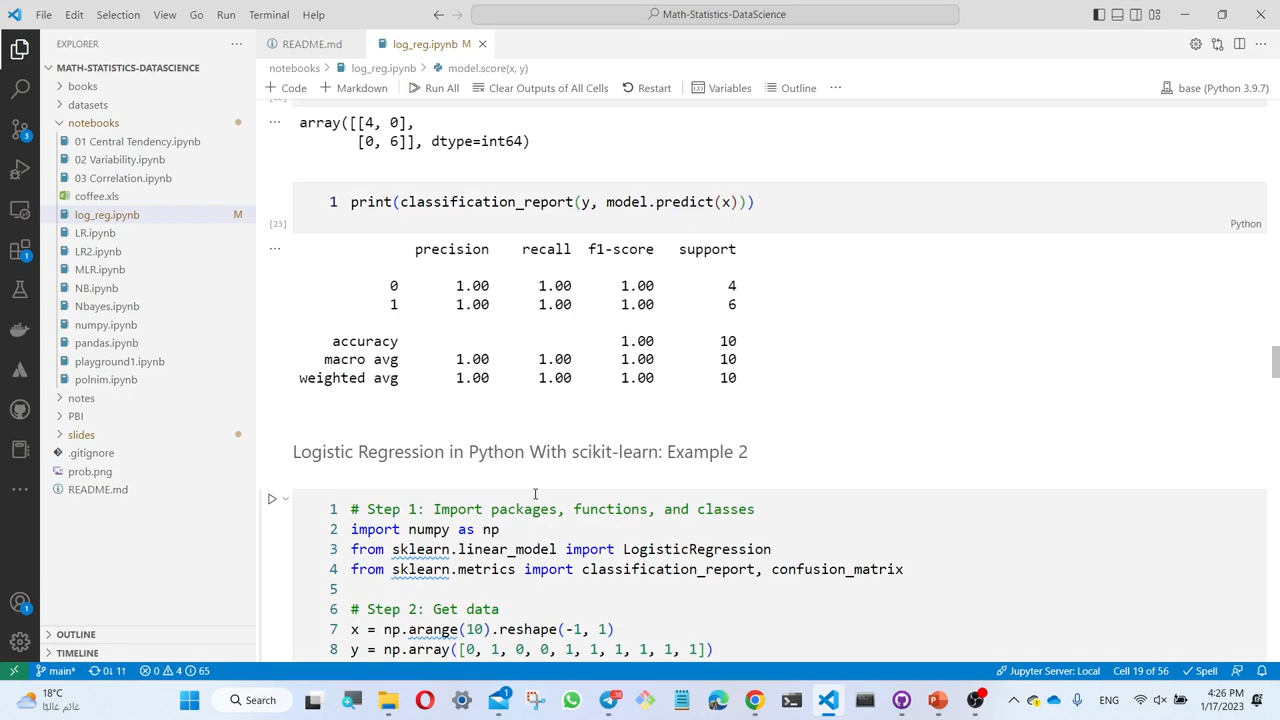 File Edit Selection View Go Run Terminal Help
Math-Statistics-DataScience
EXPLORER
README.md
log_reg.ipynb M
MATH-STATISTICS-DATASCIENCE
books
datasets
notebooks
01 Central Tendency.ipynb
02 Variability.ipynb
03 Correlation.ipynb
coffee.xls
log_reg.ipynb M
LR.ipynb
LR2.ipynb
MLR.ipynb
NB.ipynb
Nbayes.ipynb
numpy.ipynb
pandas.ipynb
playground1.ipynb
polnim.ipynb
notes
PBI
slides
.gitignore
prob.png
README.md
OUTLINE
TIMELINE
notebooks > log_reg.ipynb > model.score(x, y)
+ Code + Markdown Run All Clear Outputs of All Cells Restart Variables Outline ... base (Python 3.9.7)
array([[4, 0],
[0, 6]], dtype=int64)
1 print(classification_report(y, model.predict(x)))
[23] Python
precision recall f1-score support
0 1.00 1.00 1.00 4
1 1.00 1.00 1.00 6
accuracy 1.00 10
macro avg 1.00 1.00 1.00 10
weighted avg 1.00 1.00 1.00 10
Logistic Regression in Python With scikit-learn: Example 2
1 # Step 1: Import packages, functions, and classes
2 import numpy as np
3 from sklearn.linear_model import LogisticRegression
4 from sklearn.metrics import classification_report, confusion_matrix
5
6 # Step 2: Get data
7 x = np.arange(10).reshape(-1, 1)
8 y = np.array([0, 1, 0, 0, 1, 1, 1, 1, 1, 1])
main* 0↓ 1↑ 0 4 65 Jupyter Server: Local Cell 19 of 56 Spell
18°C
غائم غالبًا
Search
ENG
4:26 PM
1/17/2023